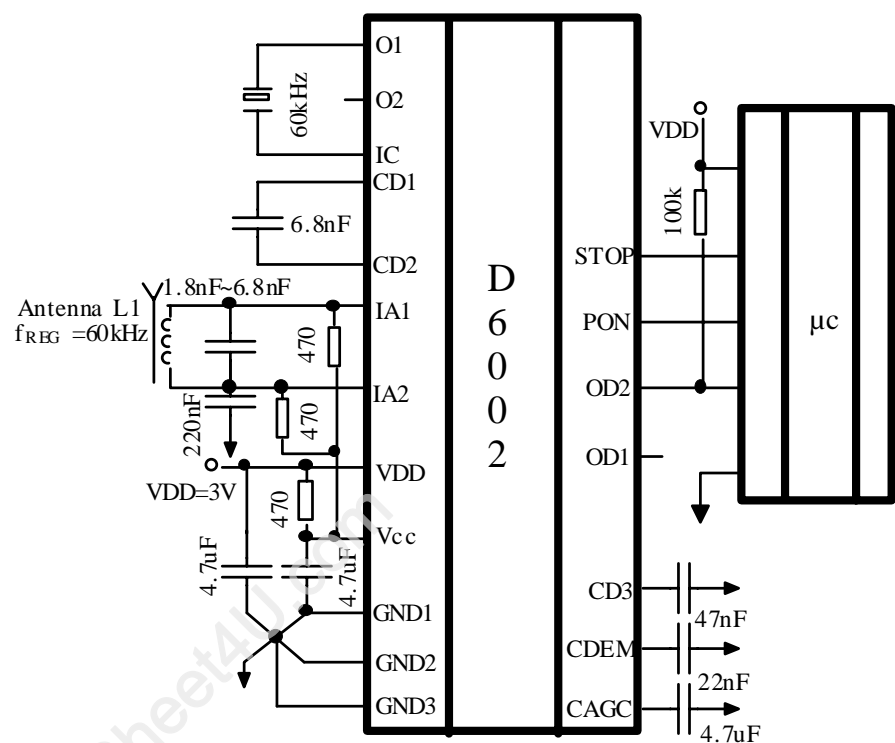 O1
O2
60kHz
IC
CD1
6.8nF
CD2
1.8nF~6.8nF
Antenna L1
fREG =60kHz
IA1
470
IA2
220nF
470
VDD
VDD=3V
470
Vcc
4.7uF
4.7uF
GND1
GND2
GND3
D
6
0
0
2
VDD
100k
STOP
PON
µc
OD2
OD1
CD3
47nF
CDEM
22nF
CAGC
4.7uF
heet4U.com